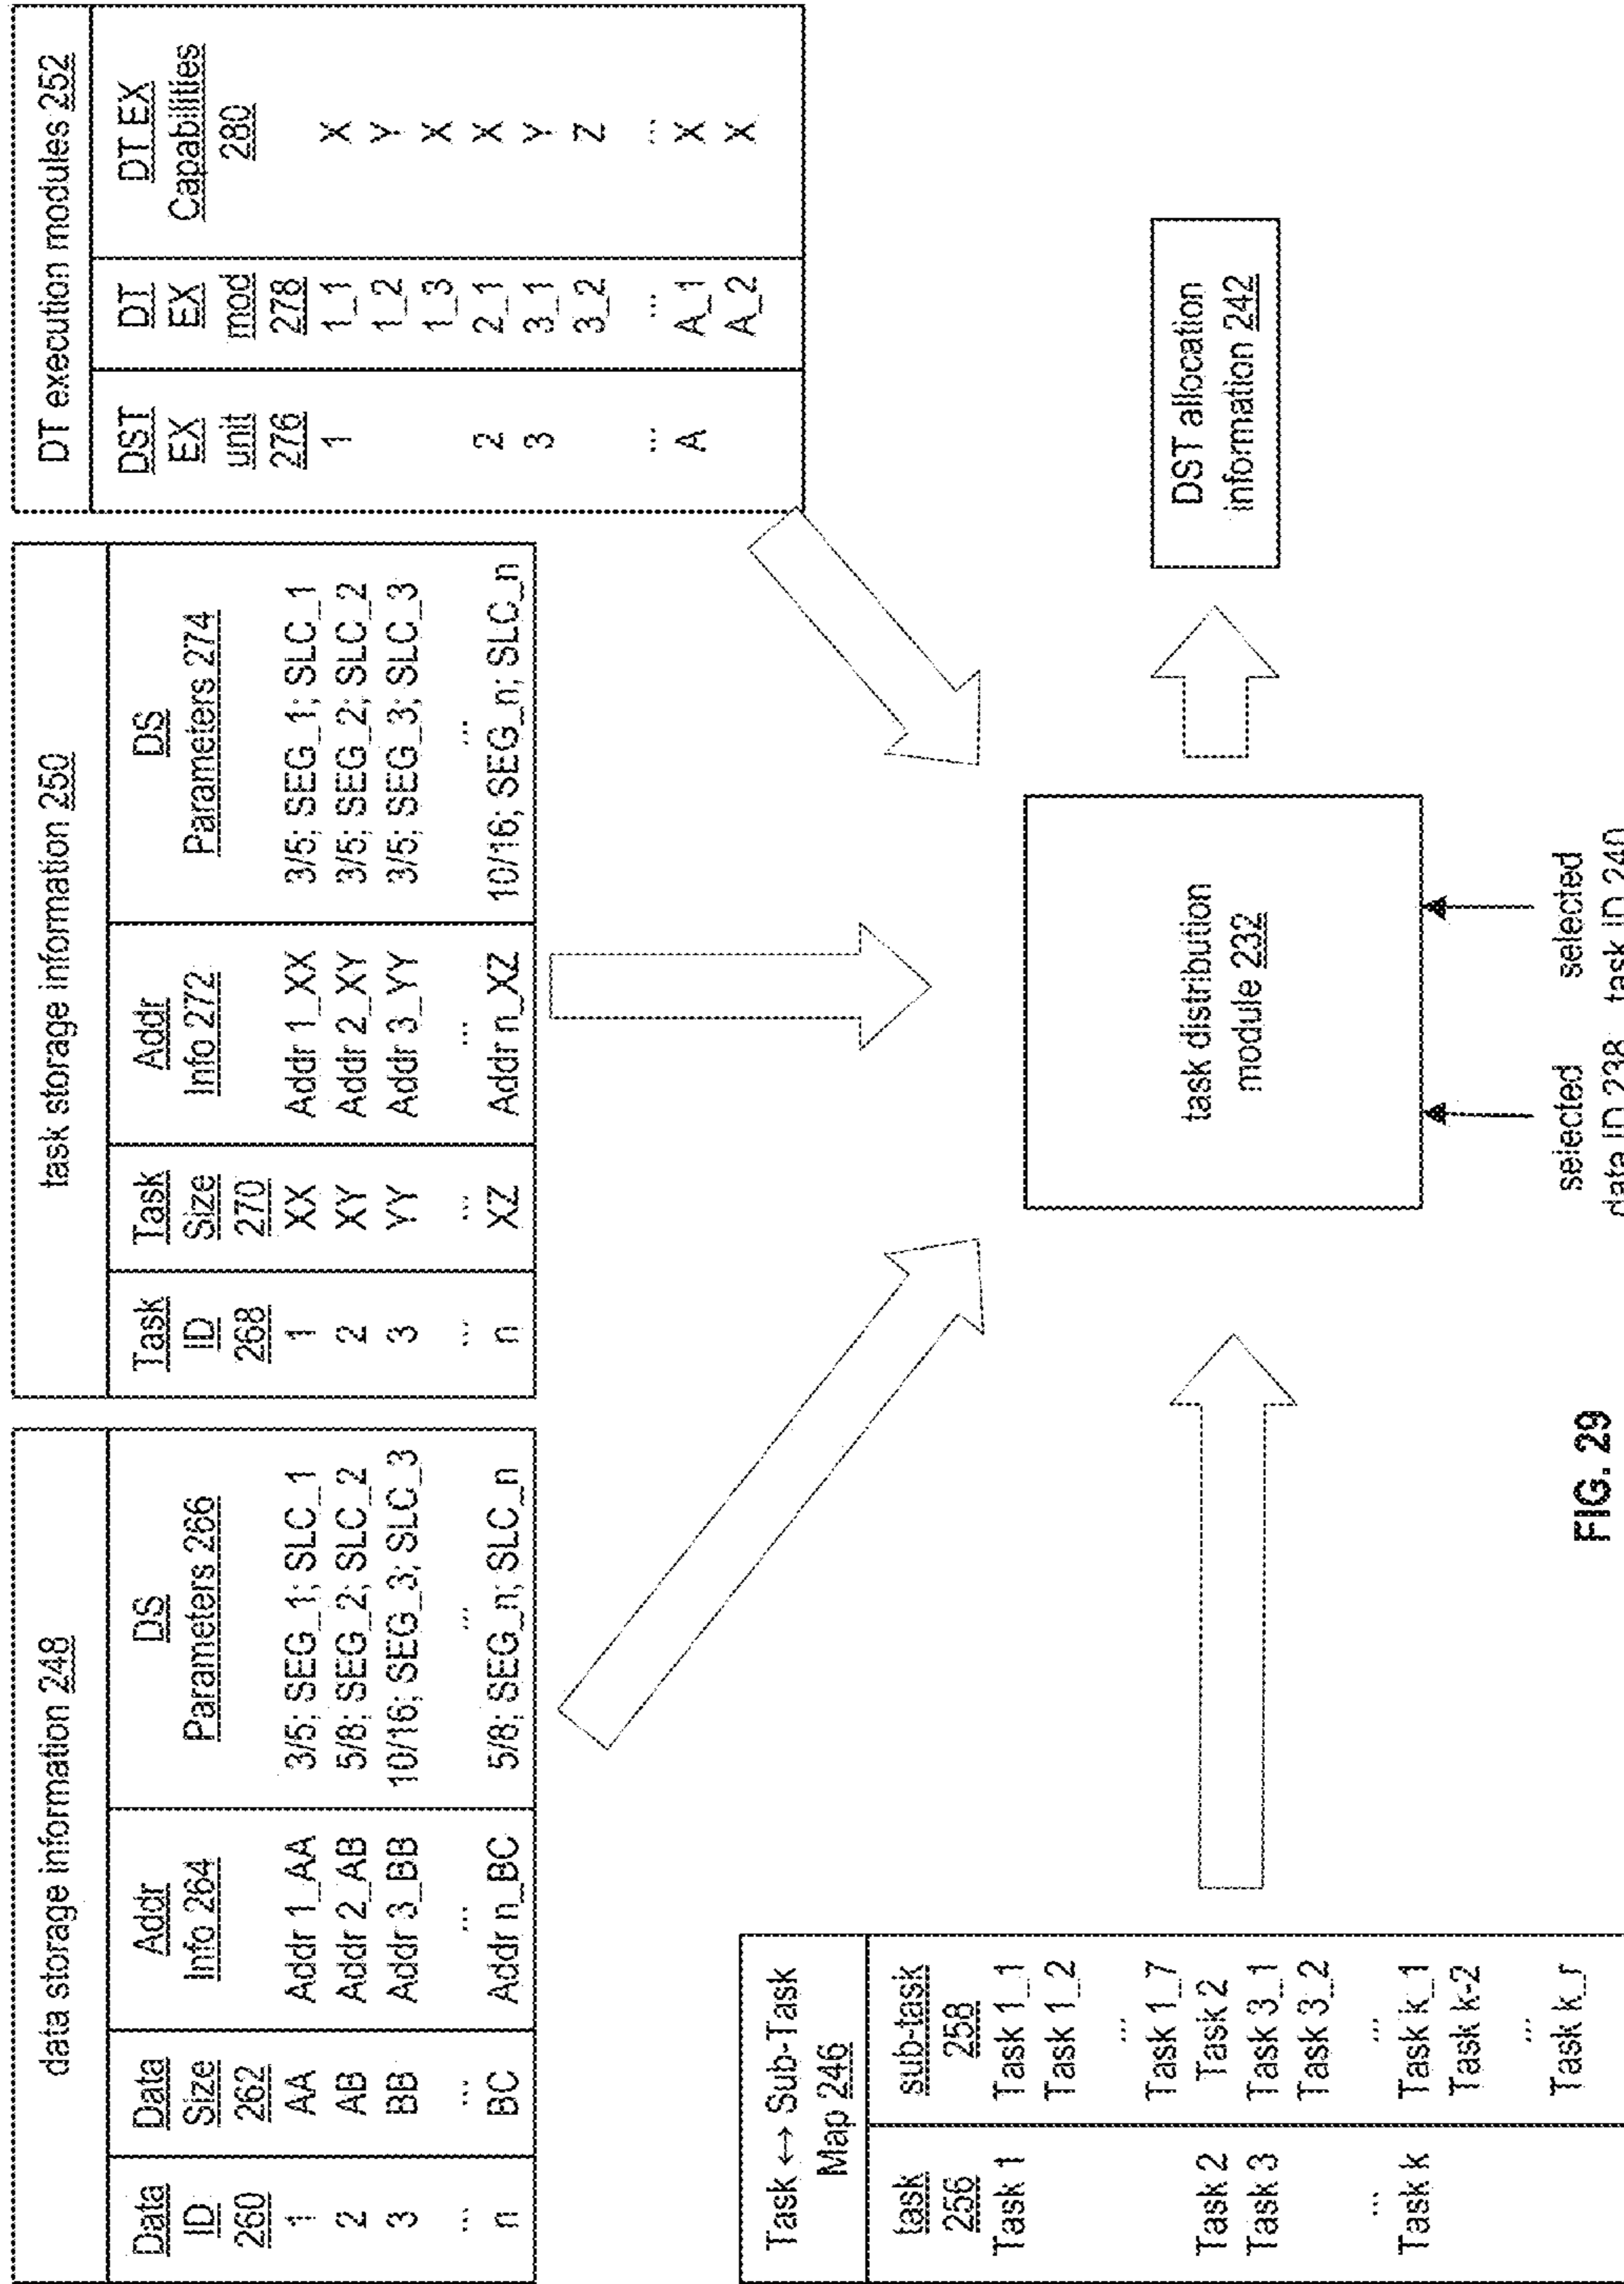 data storage information 248
Data ID 260
Data Size 262
Addr Info 264
DS Parameters 266
1 AA Addr 1_AA 3/5; SEG_1; SLC_1
2 AB Addr 2_AB 5/8; SEG_2; SLC_2
3 BB Addr 3_BB 10/16; SEG_3; SLC_3
... ... ... ...
n BC Addr n_BC 5/8; SEG_n; SLC_n
task storage information 250
Task ID 268
Task Size 270
Addr Info 272
DS Parameters 274
1 XX Addr 1_XX 3/5; SEG_1; SLC_1
2 XY Addr 2_XY 3/5; SEG_2; SLC_2
3 YY Addr 3_YY 3/5; SEG_3; SLC_3
... ... ... ...
n XZ Addr n_XZ 10/16; SEG_n; SLC_n
DT execution modules 252
DST EX unit 276
DT EX mod 278
DT EX Capabilities 280
1 1_1 X
1_2 Y
1_3 X
2 2_1 X
3 3_1 Y
3_2 Z
... ... ...
A A_1 X
A_2 X
Task ↔ Sub-Task
Map 246
task 256
sub-task 258
Task 1 Task 1_1
Task 1_2
...
Task 1_7
Task 2 Task 2
Task 3 Task 3_1
Task 3_2
... ...
Task k Task k_1
Task k-2
...
Task k_r
task distribution
module 232
DST allocation
information 242
selected
data ID 238
selected
task ID 240
FIG. 29